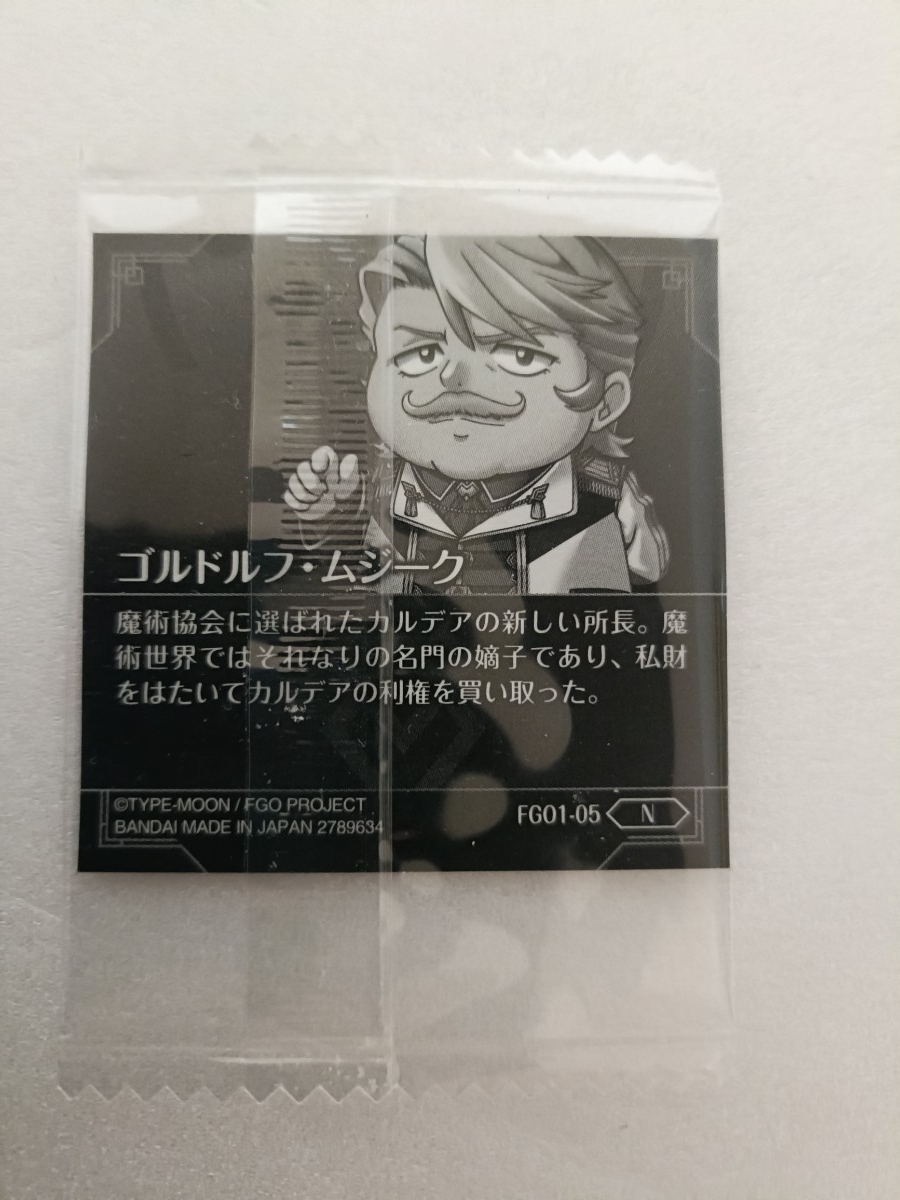 ゴルドルフ・ムジーク
魔術協会に選ばれたカルデアの新しい所長。魔
術世界ではそれなりの名門の嫡子であり、私財
をはたいてカルデアの利権を買い取った。
©TYPE-MOON / FGO PROJECT
BANDAI MADE IN JAPAN 2789634
FGO1-05 N